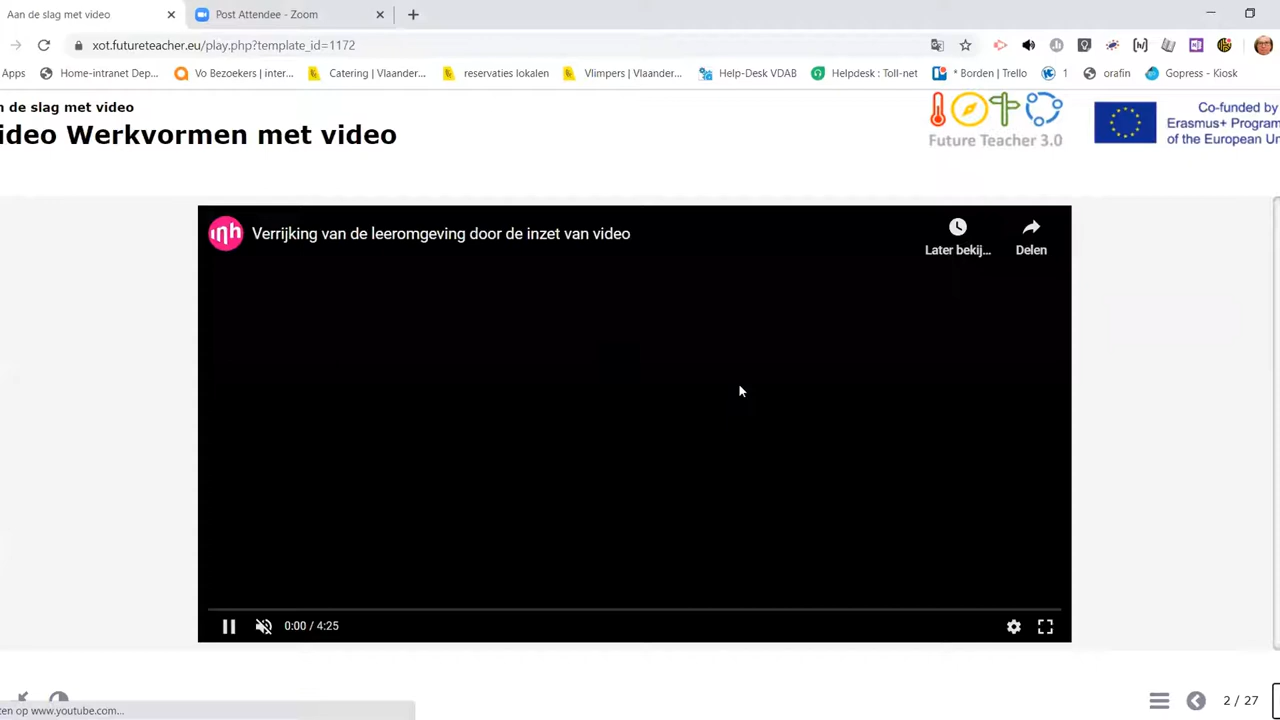 Aan de slag met video
Post Attendee - Zoom
xot.futureteacher.eu/play.php?template_id=1172
Apps
Home-intranet Dep...
Vo Bezoekers | inter...
Catering | Vlaander...
reservaties lokalen
Vlimpers | Vlaander...
Help-Desk VDAB
Helpdesk : Toll-net
* Borden | Trello
1
orafin
Gopress - Kiosk
n de slag met video
ideo Werkvormen met video
Future Teacher 3.0
Co-funded by
Erasmus+ Program
of the European Un
inh
Verrijking van de leeromgeving door de inzet van video
Later bekij...
Delen
0:00 / 4:25
2 / 27
ten op www.youtube.com...